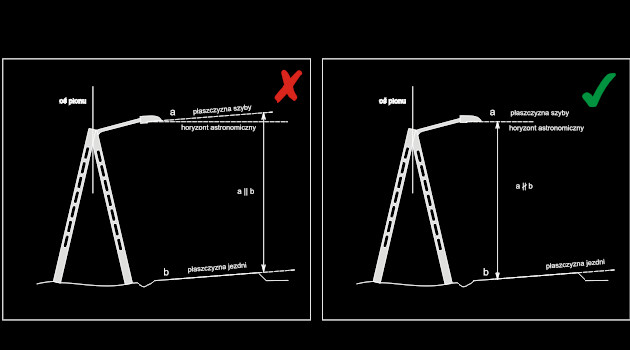 oś pionu
a
płaszczyzna szyby
horyzont astronomiczny
a || b
b
płaszczyzna jezdni
oś pionu
a
płaszczyzna szyby
horyzont astronomiczny
a ∦ b
b
płaszczyzna jezdni